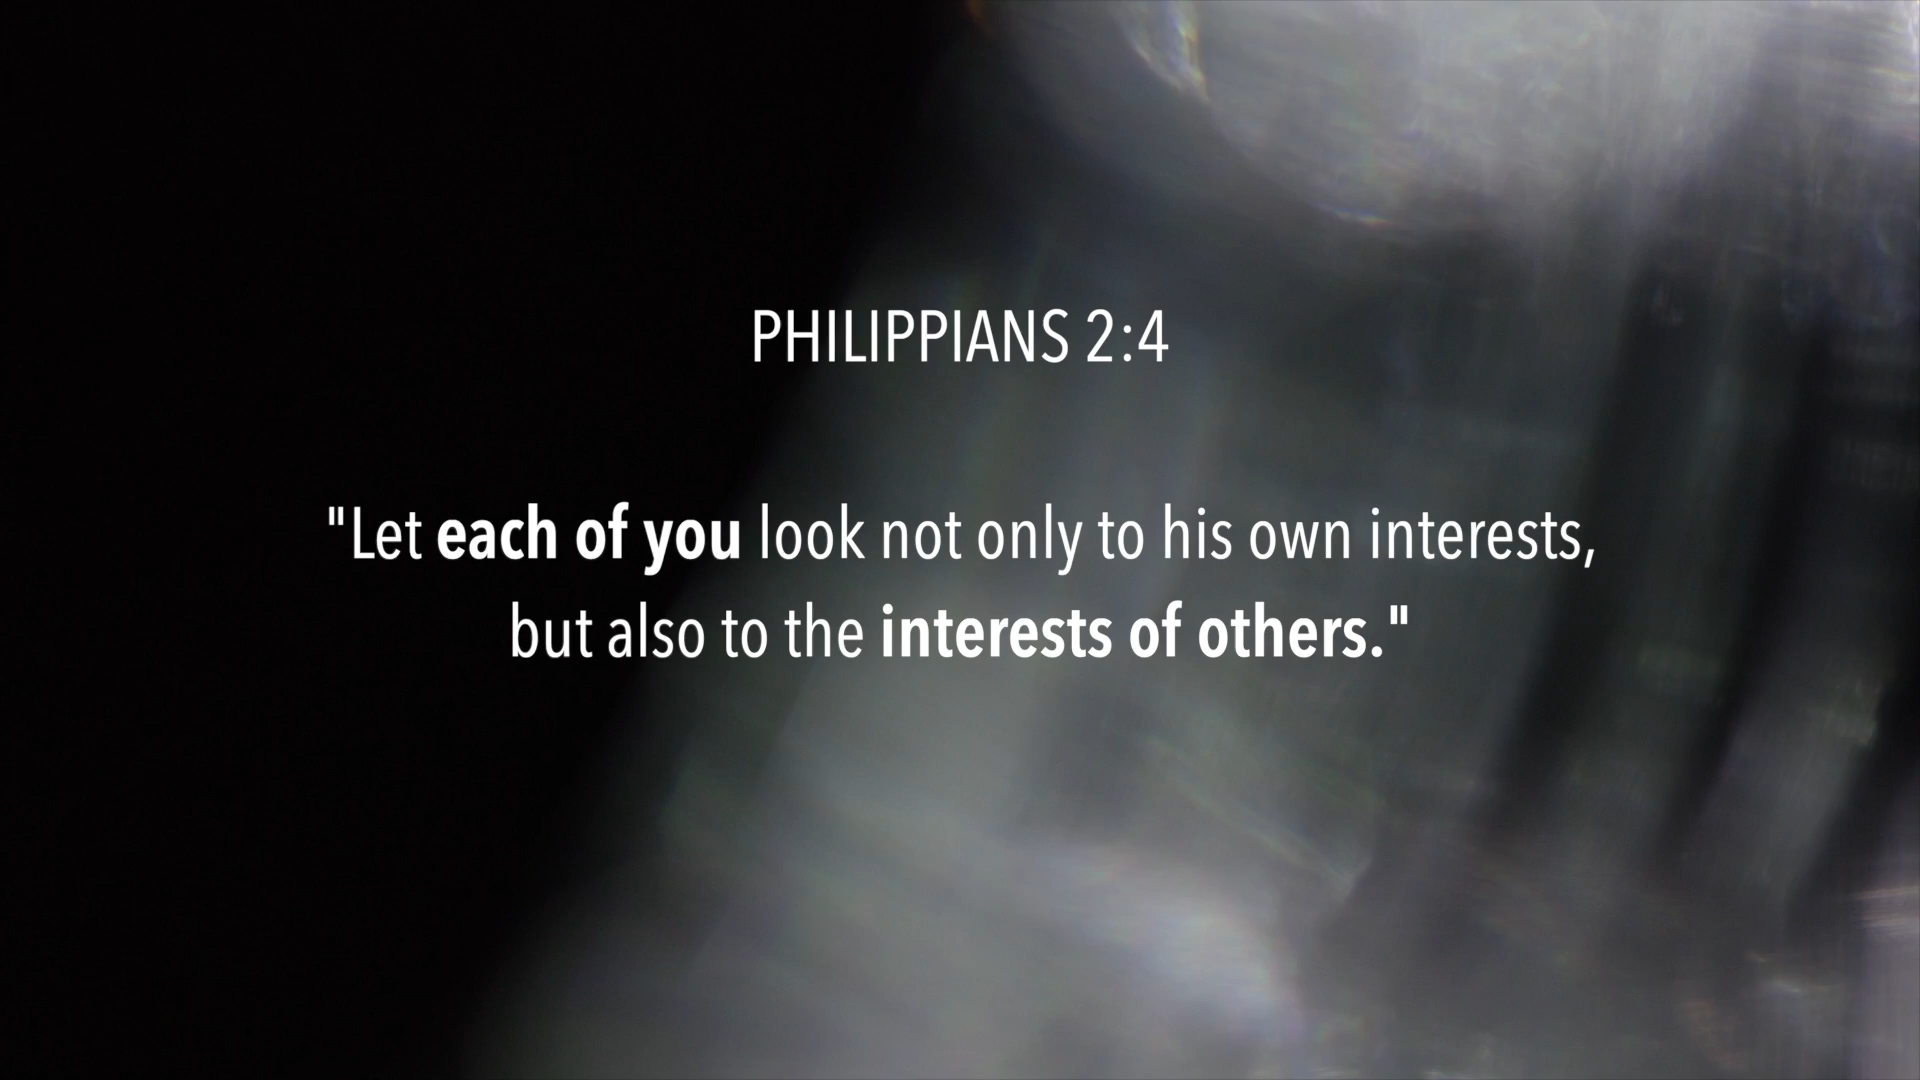 PHILIPPIANS 2:4
"Let each of you look not only to his own interests,
but also to the interests of others."